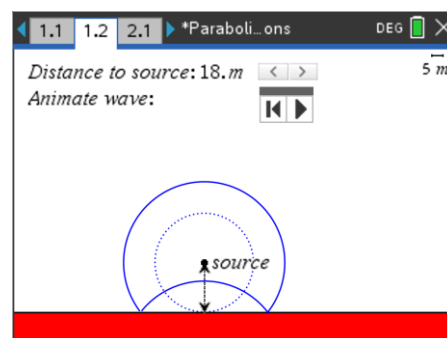 1.1 1.2 2.1 *Paraboli...ons DEG
Distance to source: 18. m
5 m
Animate wave:
source